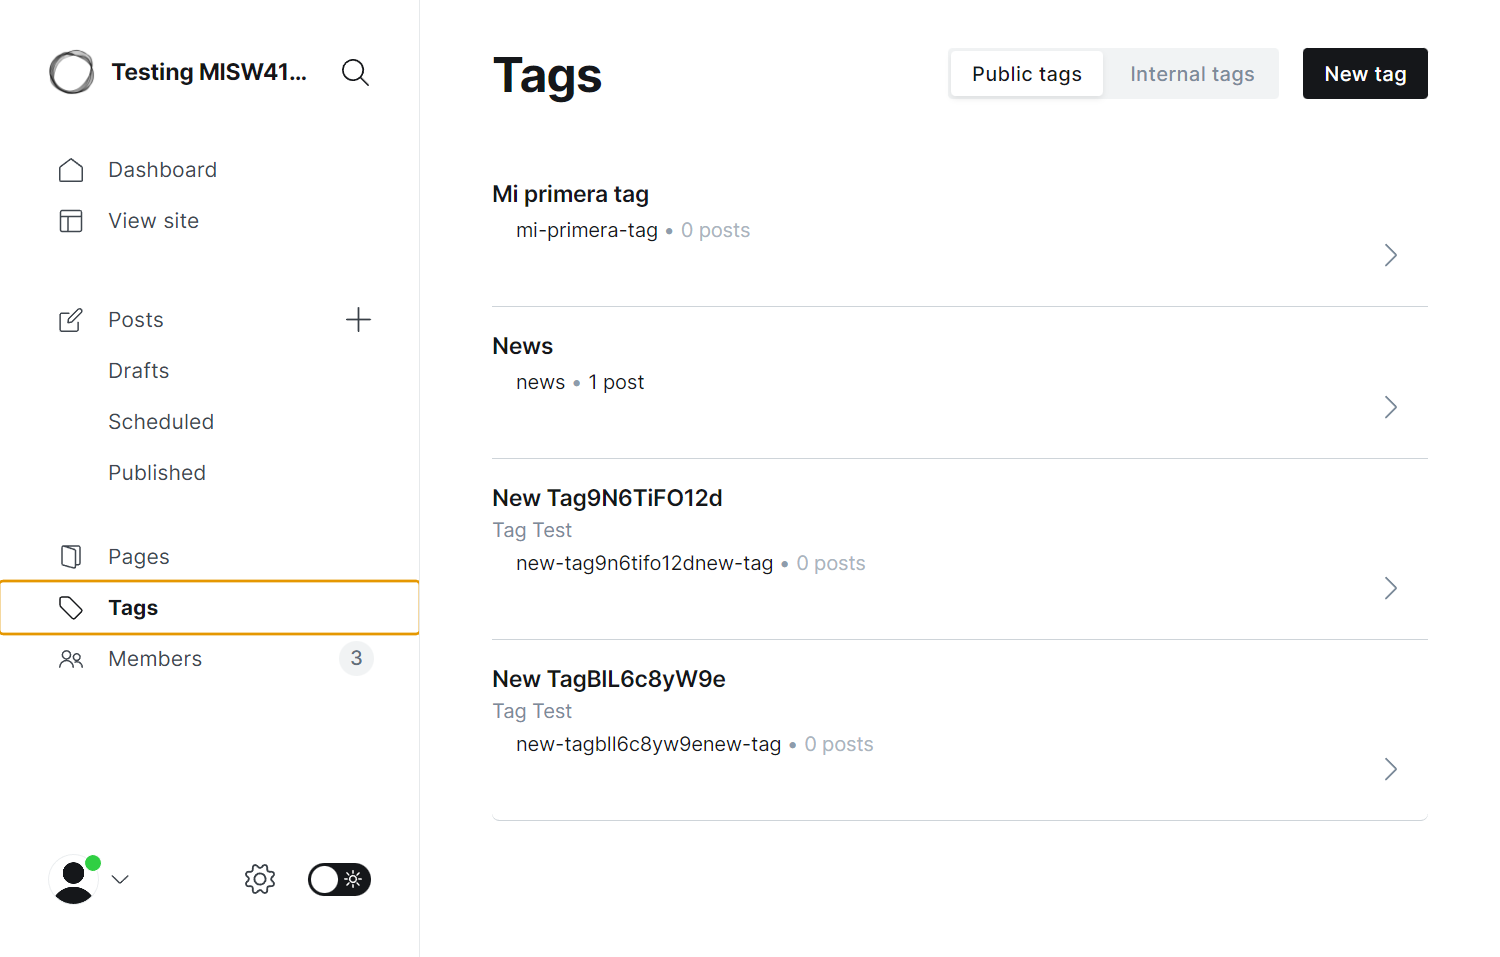 Testing MISW41...
Dashboard
View site
Posts
Drafts
Scheduled
Published
Pages
Tags
Members 3
Tags
Public tags Internal tags New tag
Mi primera tag
mi-primera-tag • 0 posts
News
news • 1 post
New Tag9N6TiFO12d
Tag Test
new-tag9n6tifo12dnew-tag • 0 posts
New TagBlL6c8yW9e
Tag Test
new-tagbll6c8yw9enew-tag • 0 posts